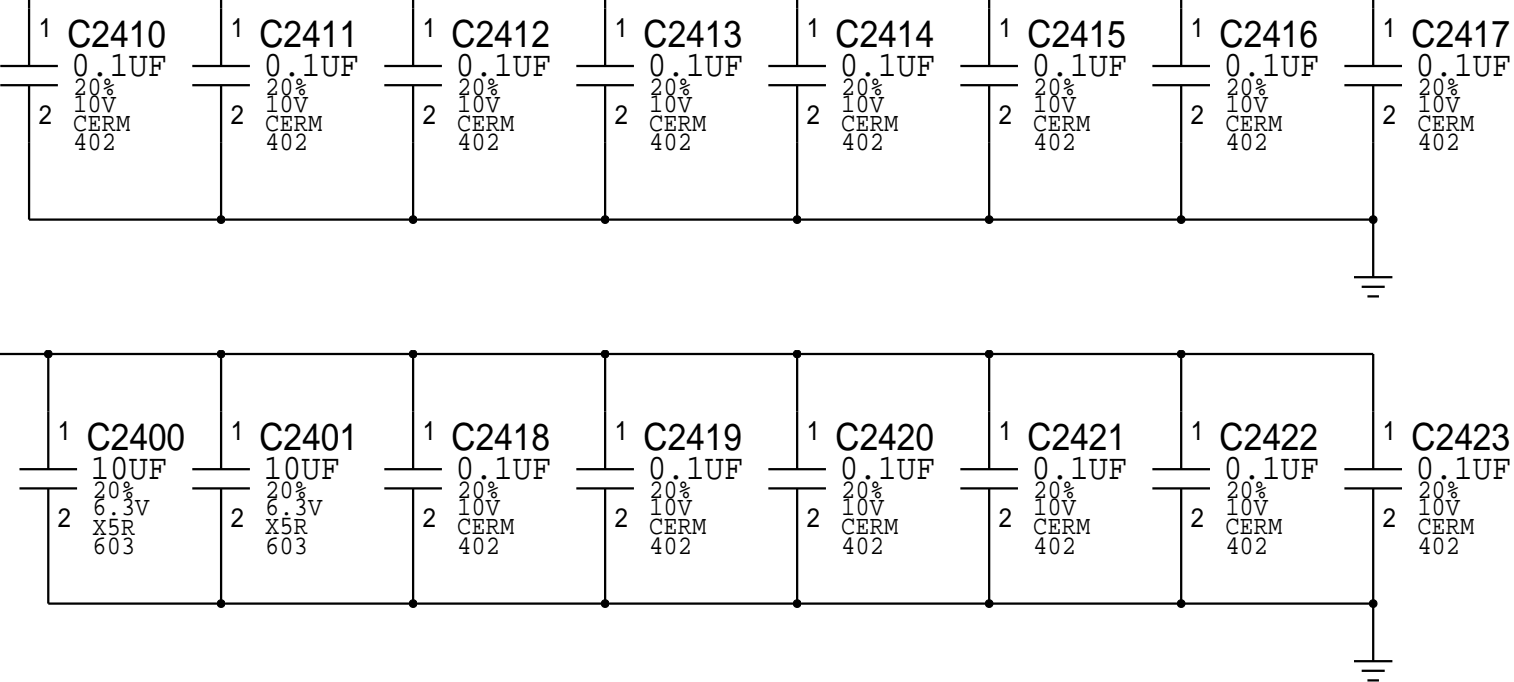 1 C2410 1 C2411 1 C2412 1 C2413 1 C2414 1 C2415 1 C2416 1 C2417
0.1UF 0.1UF 0.1UF 0.1UF 0.1UF 0.1UF 0.1UF 0.1UF
20% 20% 20% 20% 20% 20% 20% 20%
10V 10V 10V 10V 10V 10V 10V 10V
2 CERM 2 CERM 2 CERM 2 CERM 2 CERM 2 CERM 2 CERM 2 CERM
402 402 402 402 402 402 402 402
1 C2400 1 C2401 1 C2418 1 C2419 1 C2420 1 C2421 1 C2422 1 C2423
10UF 10UF 0.1UF 0.1UF 0.1UF 0.1UF 0.1UF 0.1UF
20% 20% 20% 20% 20% 20% 20% 20%
6.3V 6.3V 10V 10V 10V 10V 10V 10V
2 X5R 2 X5R 2 CERM 2 CERM 2 CERM 2 CERM 2 CERM 2 CERM
603 603 402 402 402 402 402 402